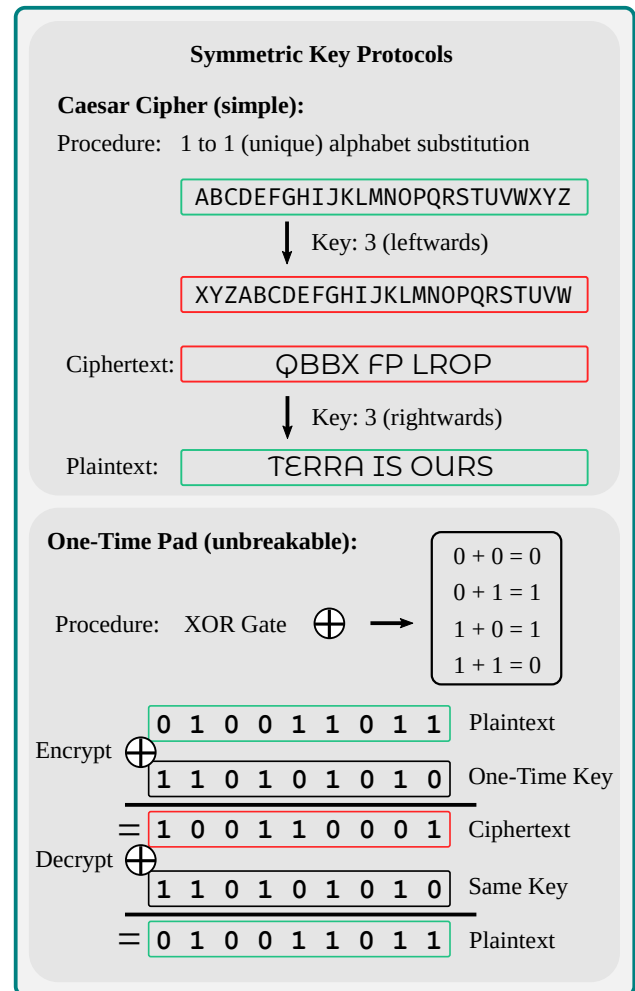 Symmetric Key Protocols
Caesar Cipher (simple):
Procedure: 1 to 1 (unique) alphabet substitution
ABCDEFGHIJKLMNOPQRSTUVWXYZ
Key: 3 (leftwards)
XYZABCDEFGHIJKLMNOPQRSTUVW
Ciphertext: QBBX FP LROP
Key: 3 (rightwards)
Plaintext: TERRA IS OURS
One-Time Pad (unbreakable):
0 + 0 = 0
0 + 1 = 1
Procedure: XOR Gate ⊕
1 + 0 = 1
1 + 1 = 0
0 1 0 0 1 1 0 1 1 Plaintext
Encrypt ⊕
1 1 0 1 0 1 0 1 0 One-Time Key
= 1 0 0 1 1 0 0 0 1 Ciphertext
Decrypt ⊕
1 1 0 1 0 1 0 1 0 Same Key
= 0 1 0 0 1 1 0 1 1 Plaintext